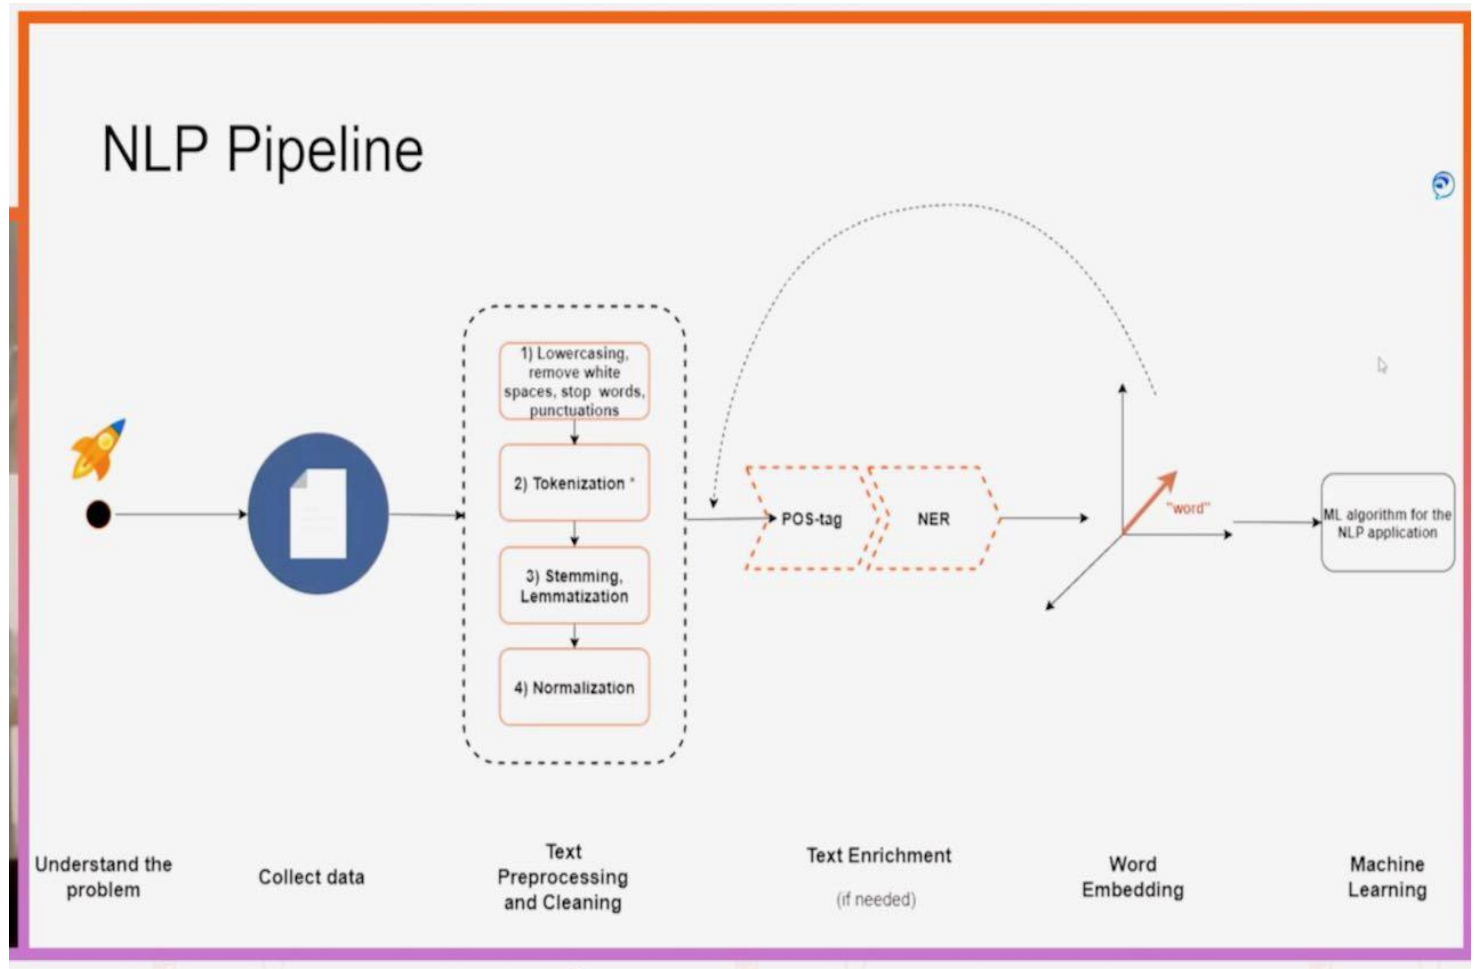 NLP Pipeline
1) Lowercasing,
remove white
spaces, stop words,
punctuations
2) Tokenization *
3) Stemming,
Lemmatization
4) Normalization
POS-tag
NER
"word"
ML algorithm for the
NLP application
Understand the
problem
Collect data
Text
Preprocessing
and Cleaning
Text Enrichment
(if needed)
Word
Embedding
Machine
Learning